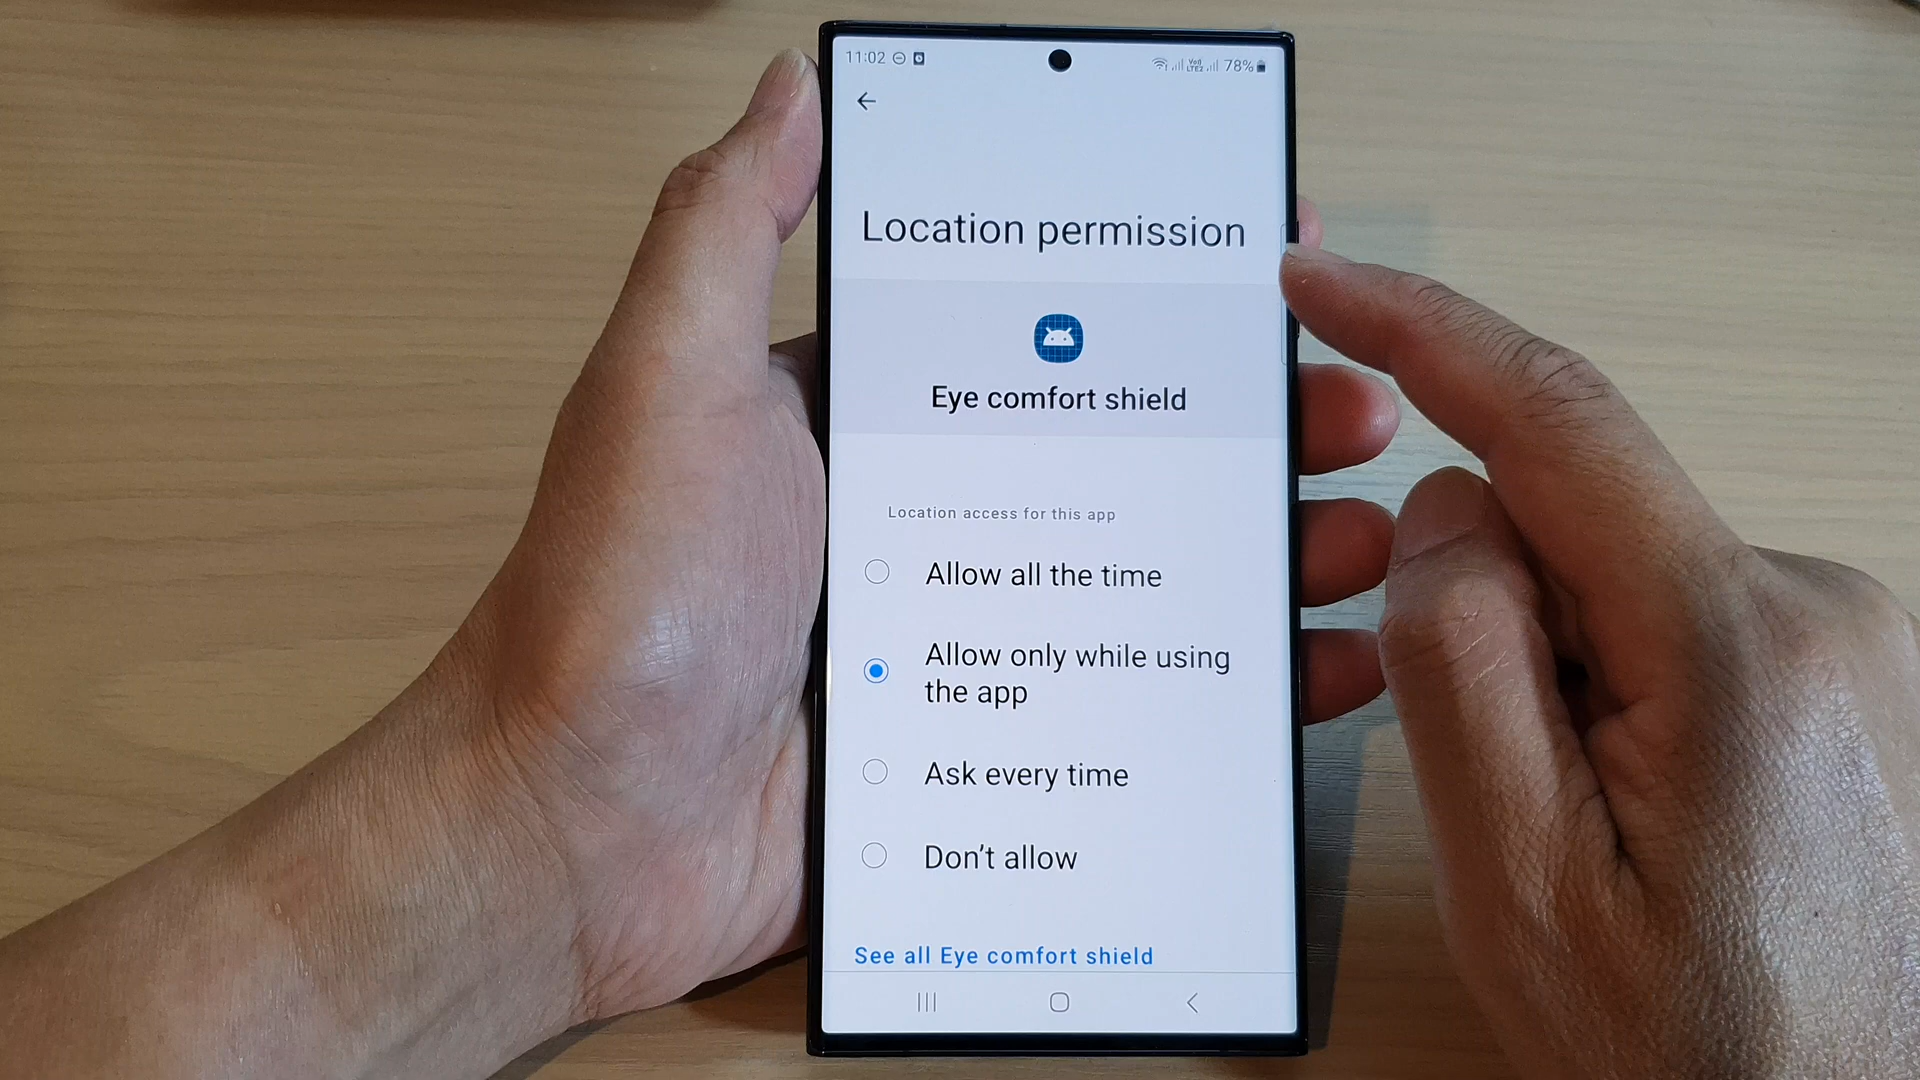 11:02
78%
Location permission
Eye comfort shield
Location access for this app
Allow all the time
Allow only while using
the app
Ask every time
Don't allow
See all Eye comfort shield